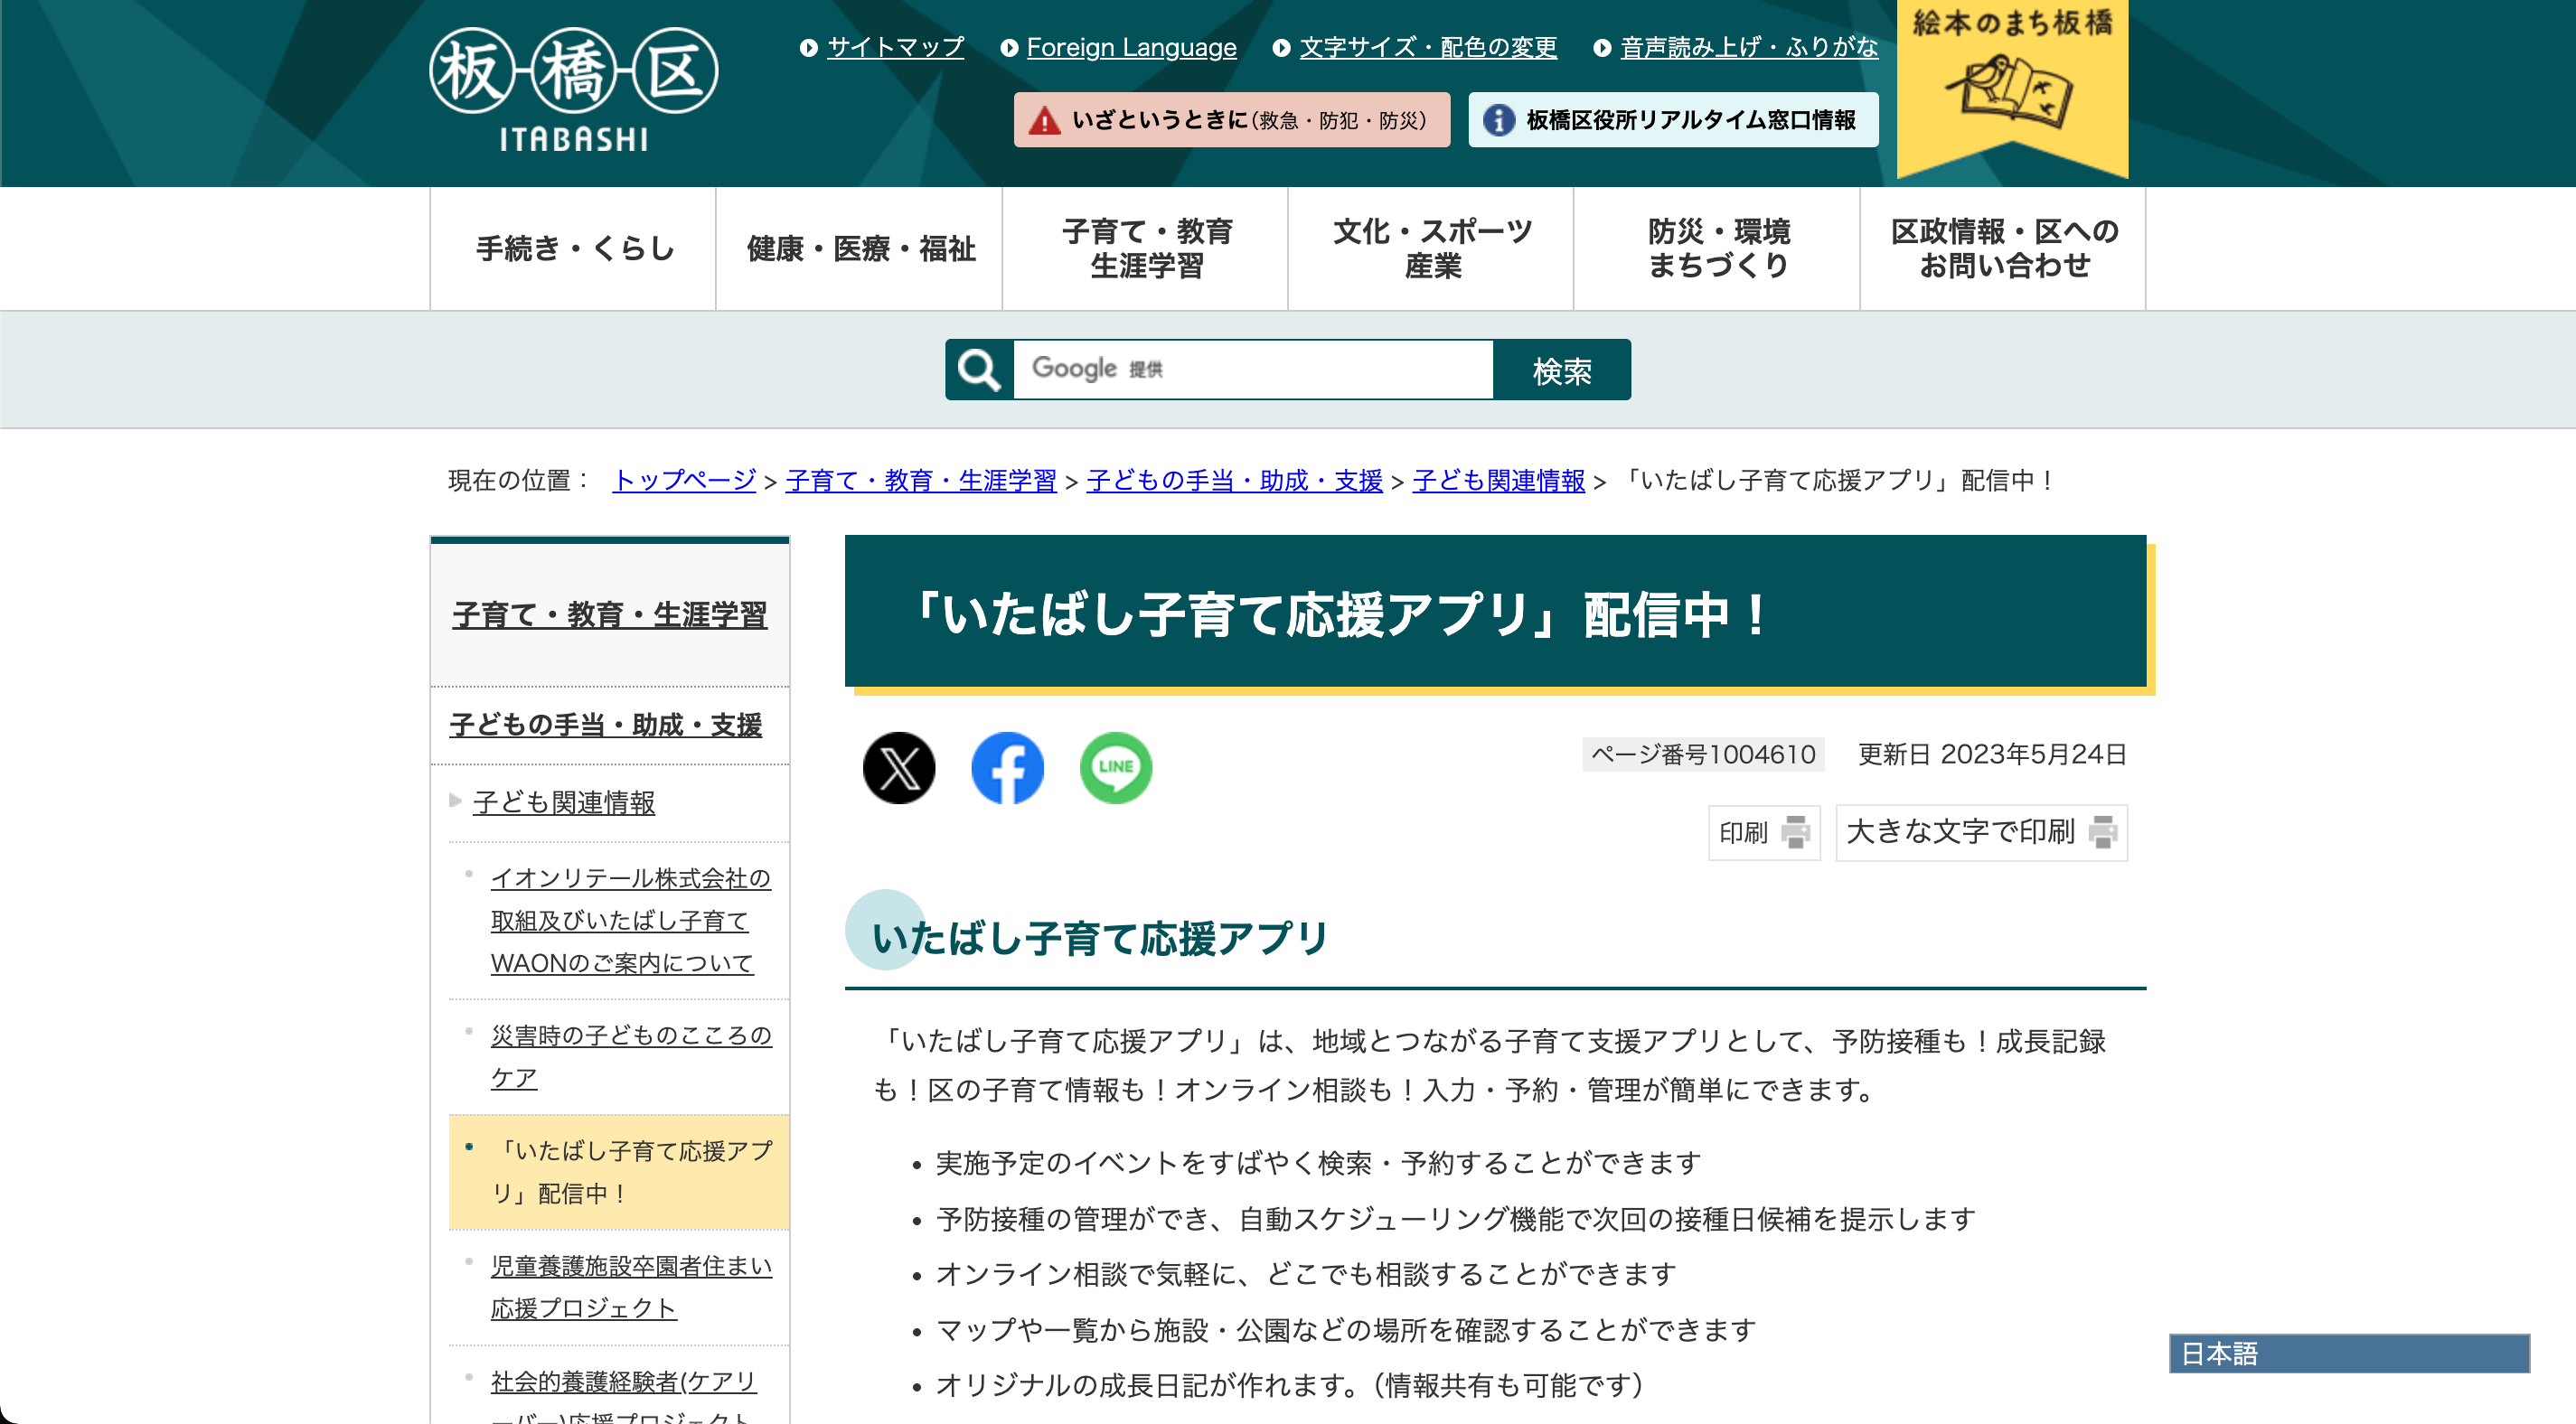 板橋区
ITABASHI
サイトマップ
Foreign Language
文字サイズ・配色の変更
音声読み上げ・ふりがな
絵本のまち板橋
いざというときに（救急・防犯・防災）
板橋区役所リアルタイム窓口情報
手続き・くらし
健康・医療・福祉
子育て・教育
生涯学習
文化・スポーツ
産業
防災・環境
まちづくり
区政情報・区への
お問い合わせ
Google 提供
検索
現在の位置： トップページ > 子育て・教育・生涯学習 > 子どもの手当・助成・支援 > 子ども関連情報 > 「いたばし子育て応援アプリ」配信中！
子育て・教育・生涯学習
子どもの手当・助成・支援
子ども関連情報
イオンリテール株式会社の
取組及びいたばし子育て
WAONのご案内について
災害時の子どものこころの
ケア
「いたばし子育て応援アプ
リ」配信中！
児童養護施設卒園者住まい
応援プロジェクト
社会的養護経験者(ケアリ
ーバー)応援プロジェクト
「いたばし子育て応援アプリ」配信中！
LINE
ページ番号1004610 更新日 2023年5月24日
印刷
大きな文字で印刷
いたばし子育て応援アプリ
「いたばし子育て応援アプリ」は、地域とつながる子育て支援アプリとして、予防接種も！成長記録
も！区の子育て情報も！オンライン相談も！入力・予約・管理が簡単にできます。
実施予定のイベントをすばやく検索・予約することができます
予防接種の管理ができ、自動スケジューリング機能で次回の接種日候補を提示します
オンライン相談で気軽に、どこでも相談することができます
マップや一覧から施設・公園などの場所を確認することができます
オリジナルの成長日記が作れます。（情報共有も可能です）
日本語